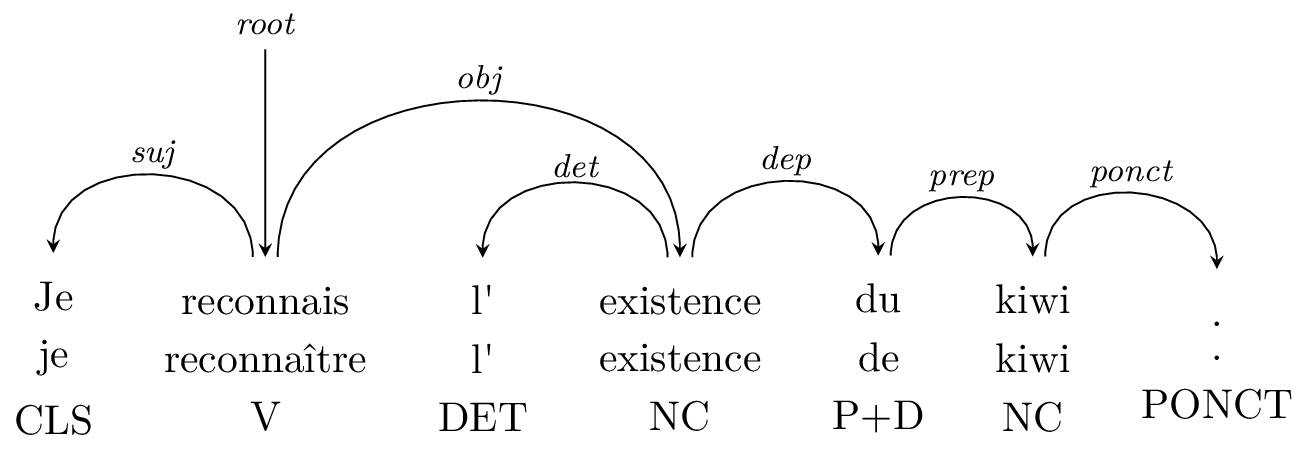 root
obj
suj
det
dep
prep
ponct
Je reconnais l' existence du kiwi .
je reconnaître l' existence de kiwi .
CLS V DET NC P+D NC PONCT